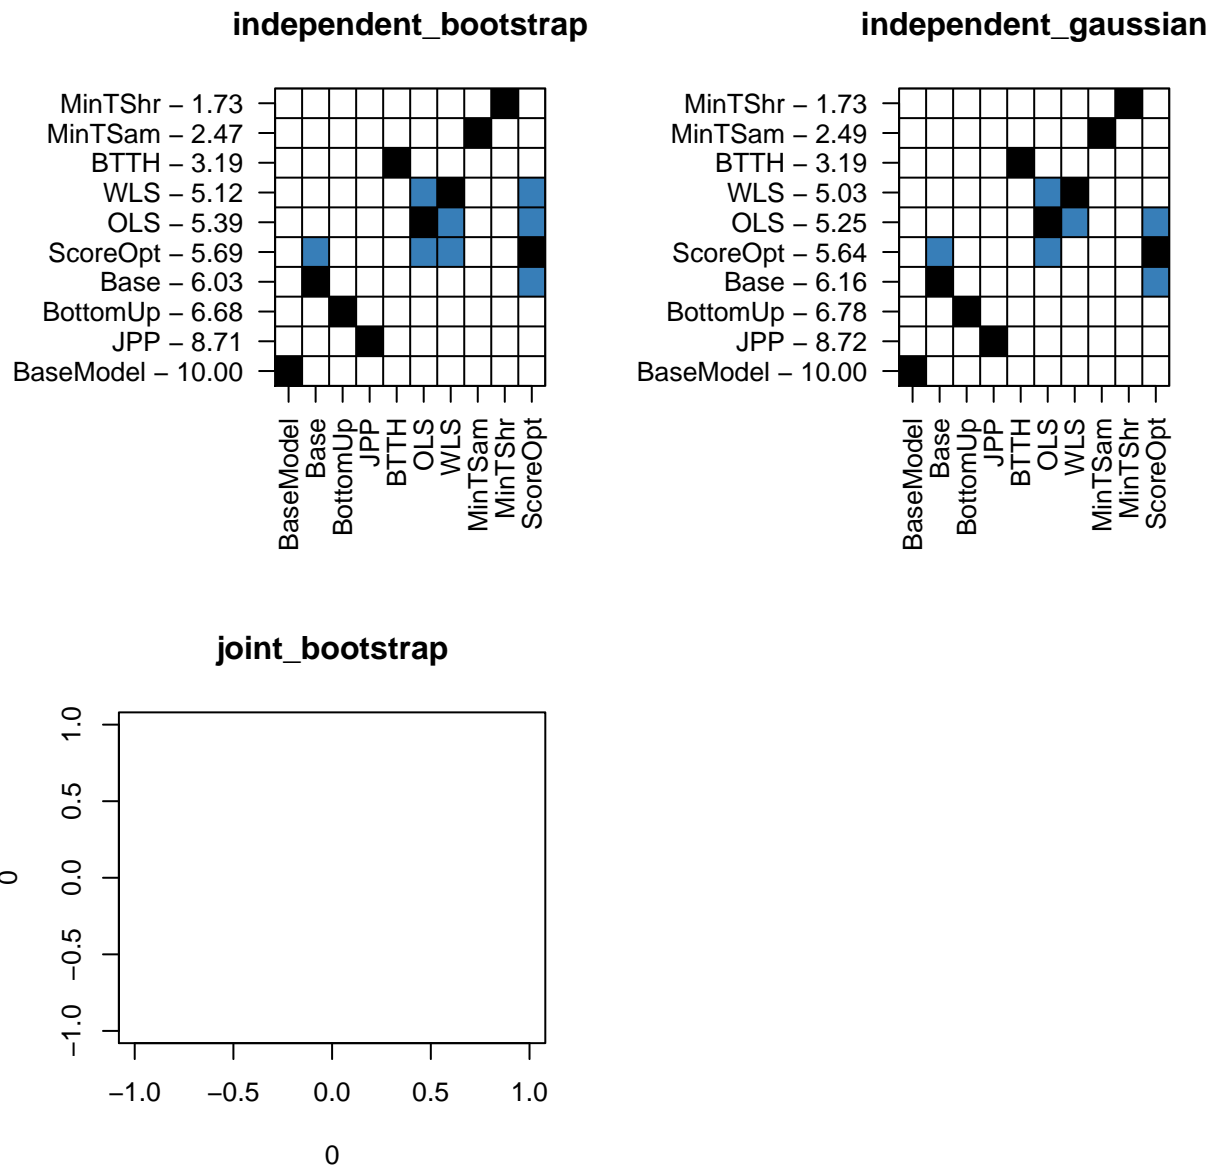 independent_bootstrap
MinTShr – 1.73
MinTSam – 2.47
BTTH – 3.19
WLS – 5.12
OLS – 5.39
ScoreOpt – 5.69
Base – 6.03
BottomUp – 6.68
JPP – 8.71
BaseModel – 10.00
BaseModel
Base
BottomUp
JPP
BTTH
OLS
WLS
MinTSam
MinTShr
ScoreOpt
independent_gaussian
MinTShr – 1.73
MinTSam – 2.49
BTTH – 3.19
WLS – 5.03
OLS – 5.25
ScoreOpt – 5.64
Base – 6.16
BottomUp – 6.78
JPP – 8.72
BaseModel – 10.00
BaseModel
Base
BottomUp
JPP
BTTH
OLS
WLS
MinTSam
MinTShr
ScoreOpt
joint_bootstrap
1.0
0.5
0.0
−0.5
−1.0
0
−1.0 −0.5 0.0 0.5 1.0
0